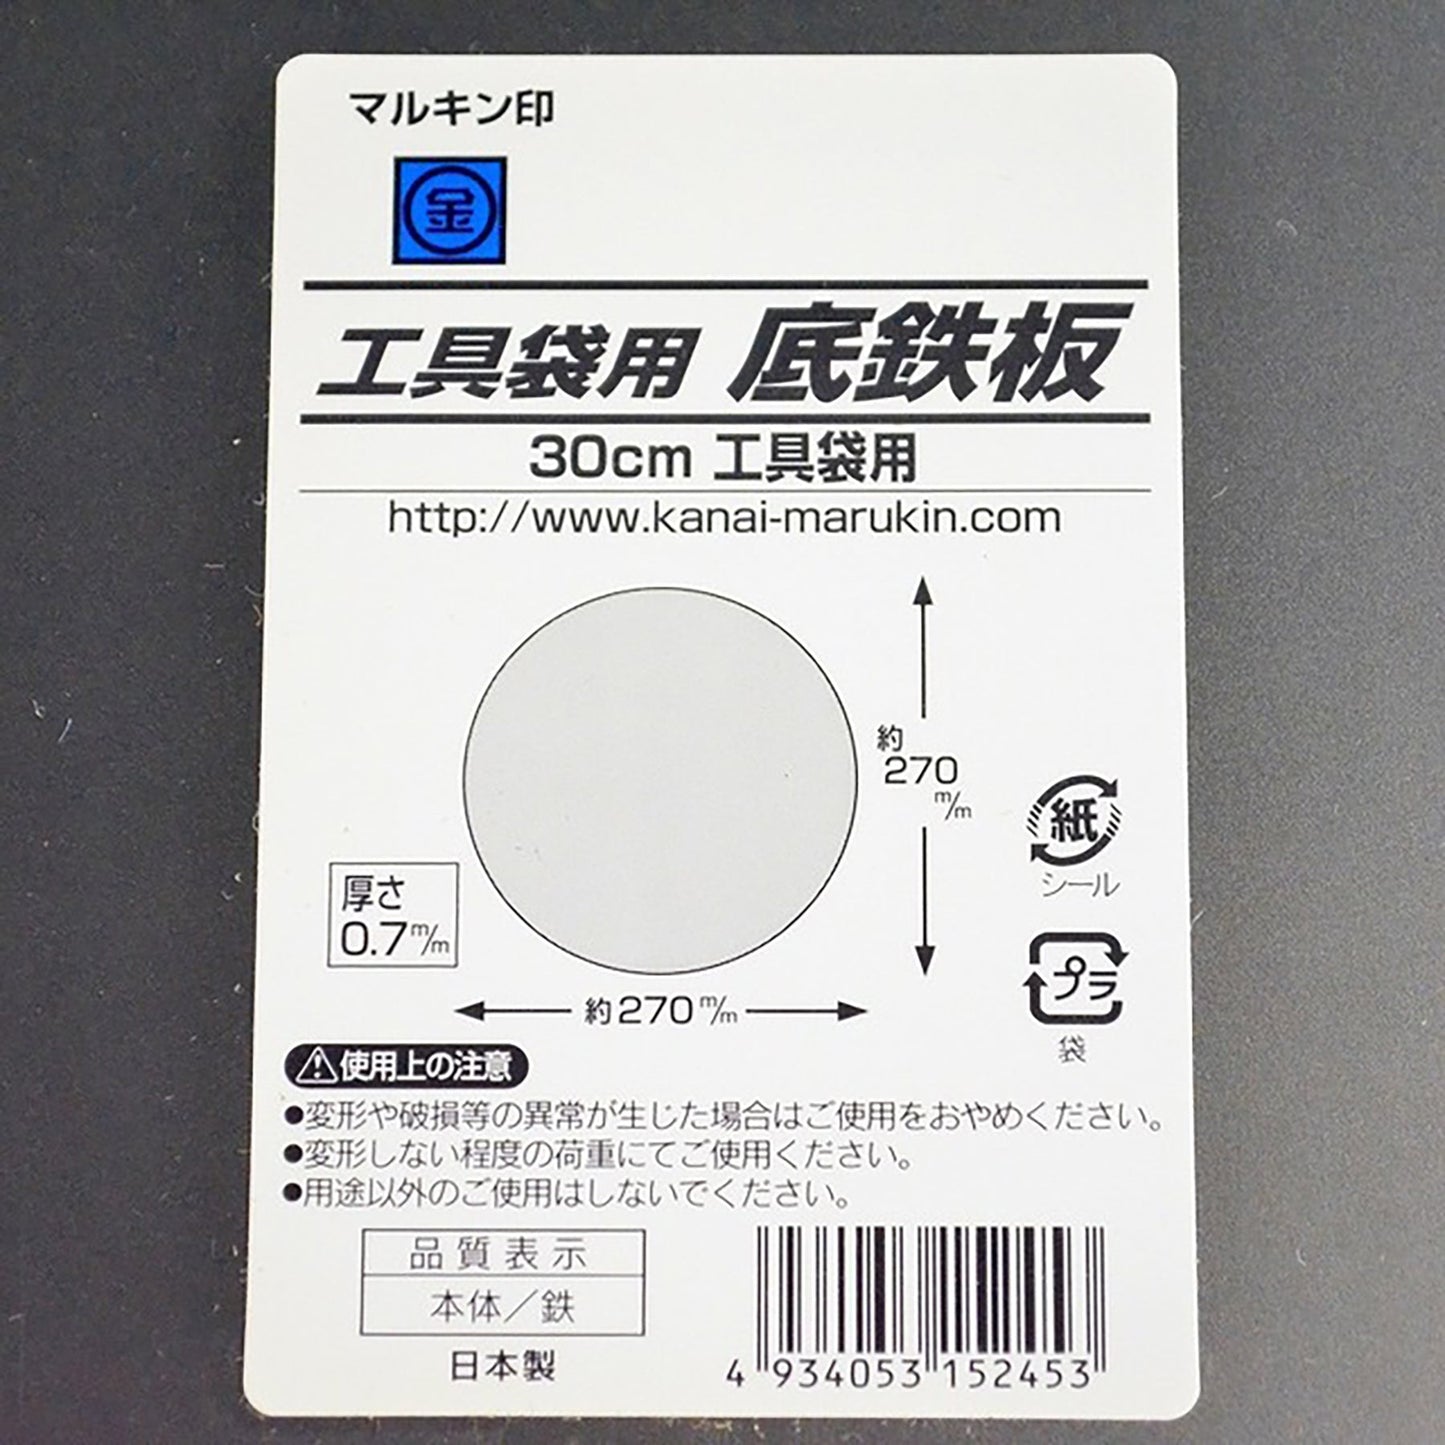 マルキン印
金
工具袋用 底鉄板
30cm 工具袋用
http://www.kanai-marukin.com
約
270
m/m
紙
シール
厚さ
0.7m/m
プラ
袋
約270m/m
使用上の注意
●変形や破損等の異常が生じた場合はご使用をおやめください。
●変形しない程度の荷重にてご使用ください。
●用途以外のご使用はしないでください。
品質表示
本体/鉄
日本製
4 934053 152453